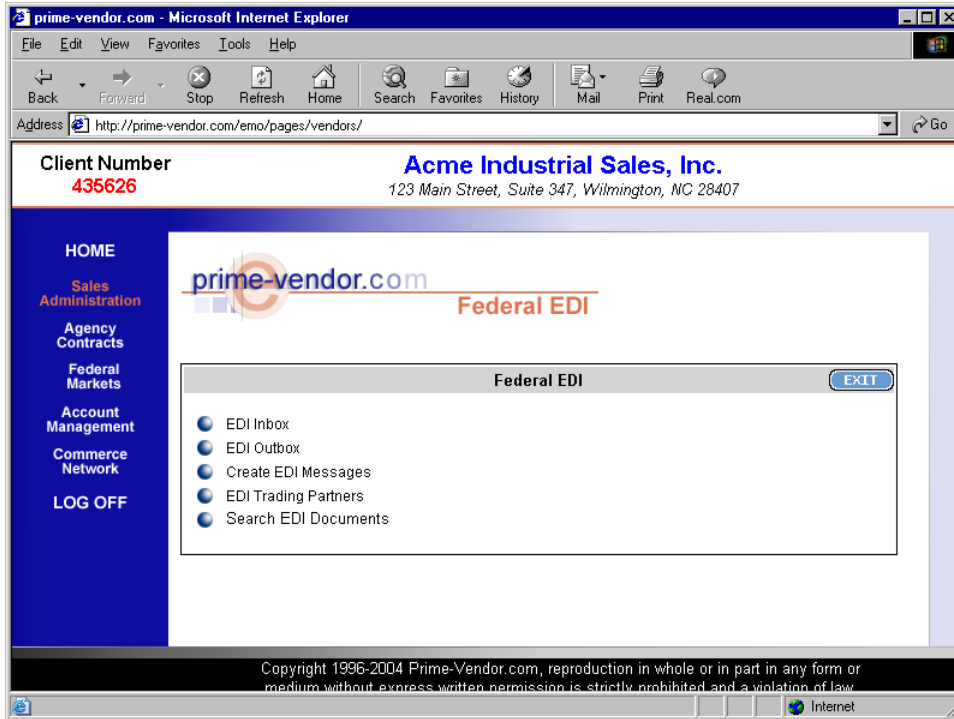 prime-vendor.com - Microsoft Internet Explorer
File Edit View Favorites Tools Help
Back Forward Stop Refresh Home Search Favorites History Mail Print Real.com
Address http://prime-vendor.com/emo/pages/vendors/ Go
Client Number
435626
Acme Industrial Sales, Inc.
123 Main Street, Suite 347, Wilmington, NC 28407
HOME
Sales
Administration
Agency
Contracts
Federal
Markets
Account
Management
Commerce
Network
LOG OFF
prime-vendor.com
Federal EDI
Federal EDI EXIT
EDI Inbox
EDI Outbox
Create EDI Messages
EDI Trading Partners
Search EDI Documents
Copyright 1996-2004 Prime-Vendor.com, reproduction in whole or in part in any form or
medium without express written permission is strictly prohibited and a violation of law
Internet